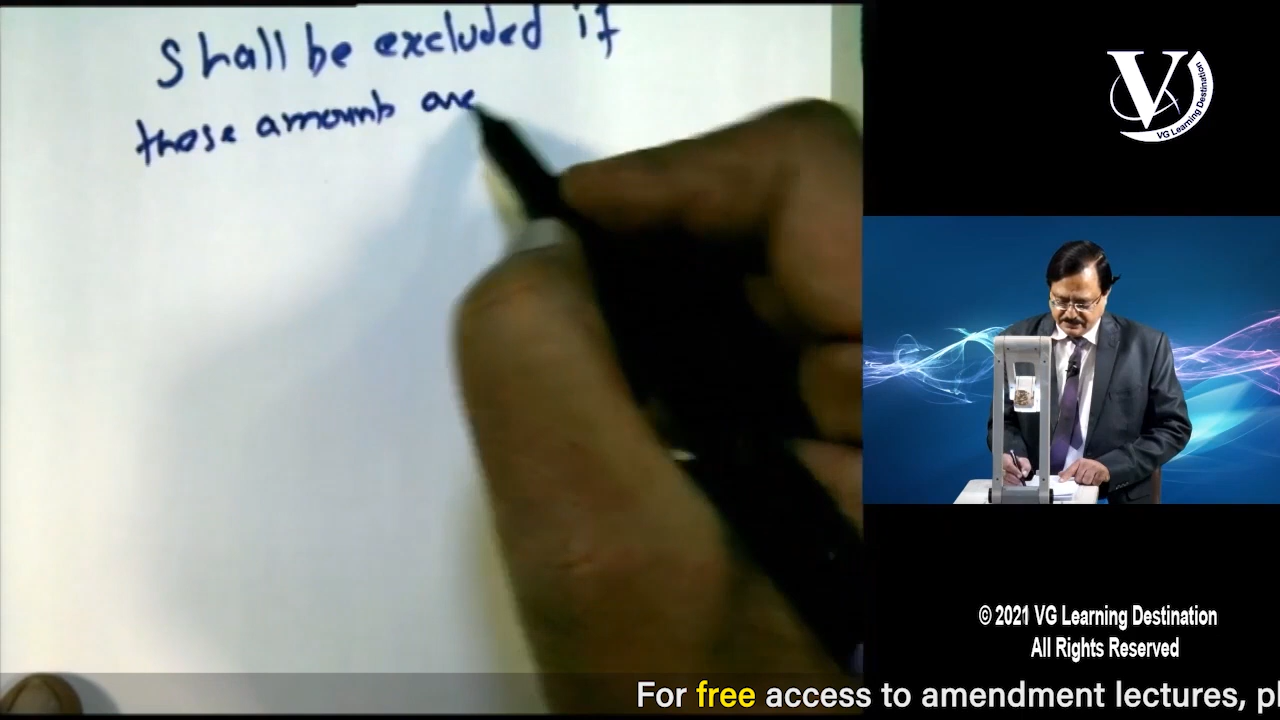 Shall be excluded if
those amounts are
V
VG Learning Destination
© 2021 VG Learning Destination
All Rights Reserved
For free access to amendment lectures, pl